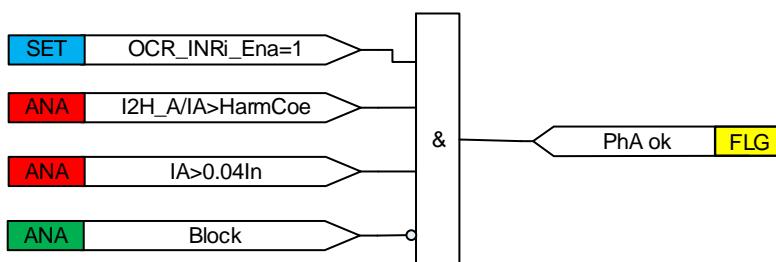 SET OCR_INRi_Ena=1
ANA I2H_A/IA>HarmCoe
&
PhA ok FLG
ANA IA>0.04In
ANA Block